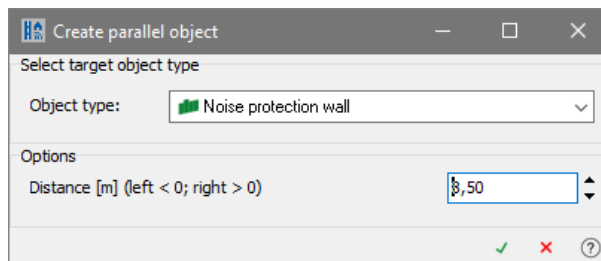 Create parallel object
Select target object type
Object type: Noise protection wall
Options
Distance [m] (left < 0; right > 0) 3,50